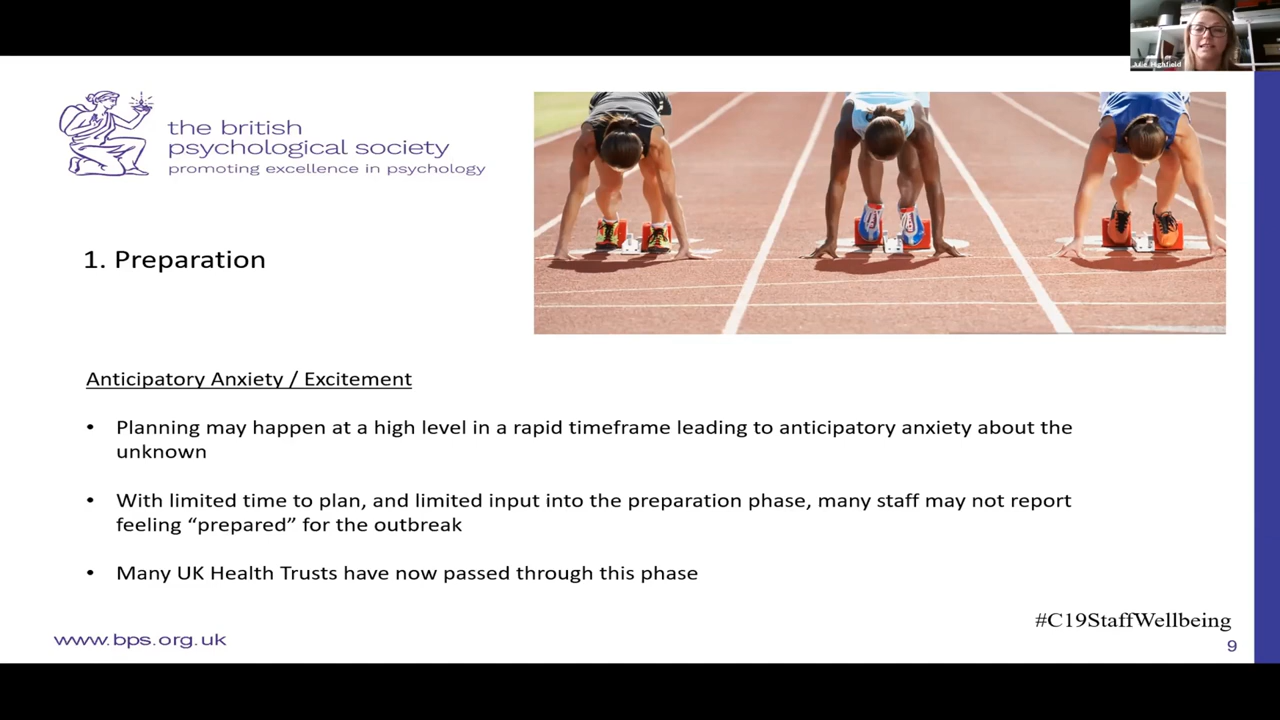 Julie Highfield
the british
psychological society
promoting excellence in psychology
1. Preparation
Anticipatory Anxiety / Excitement
• Planning may happen at a high level in a rapid timeframe leading to anticipatory anxiety about the
unknown
• With limited time to plan, and limited input into the preparation phase, many staff may not report
feeling “prepared” for the outbreak
• Many UK Health Trusts have now passed through this phase
#C19StaffWellbeing
www.bps.org.uk
9